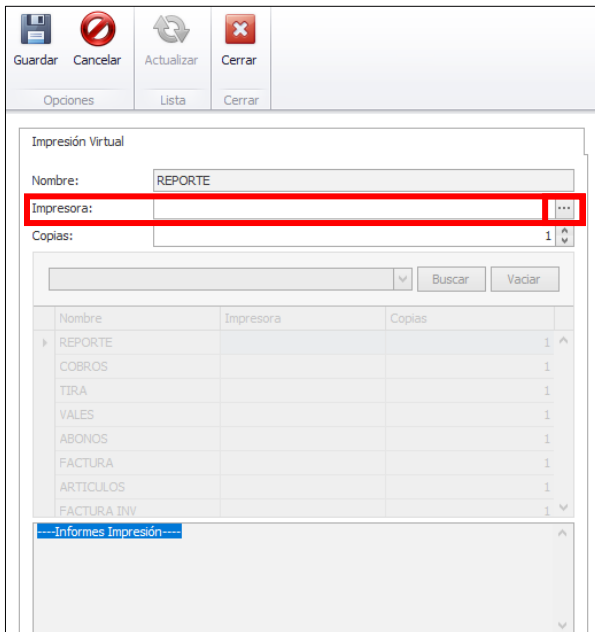 Guardar Cancelar Actualizar Cerrar
Opciones Lista Cerrar
Impresión Virtual
Nombre: REPORTE
Impresora: ...
Copias: 1
Buscar Vaciar
Nombre Impresora Copias
REPORTE 1
COBROS 1
TIRA 1
VALES 1
ABONOS 1
FACTURA 1
ARTICULOS 1
FACTURA INV 1
----Informes Impresión----